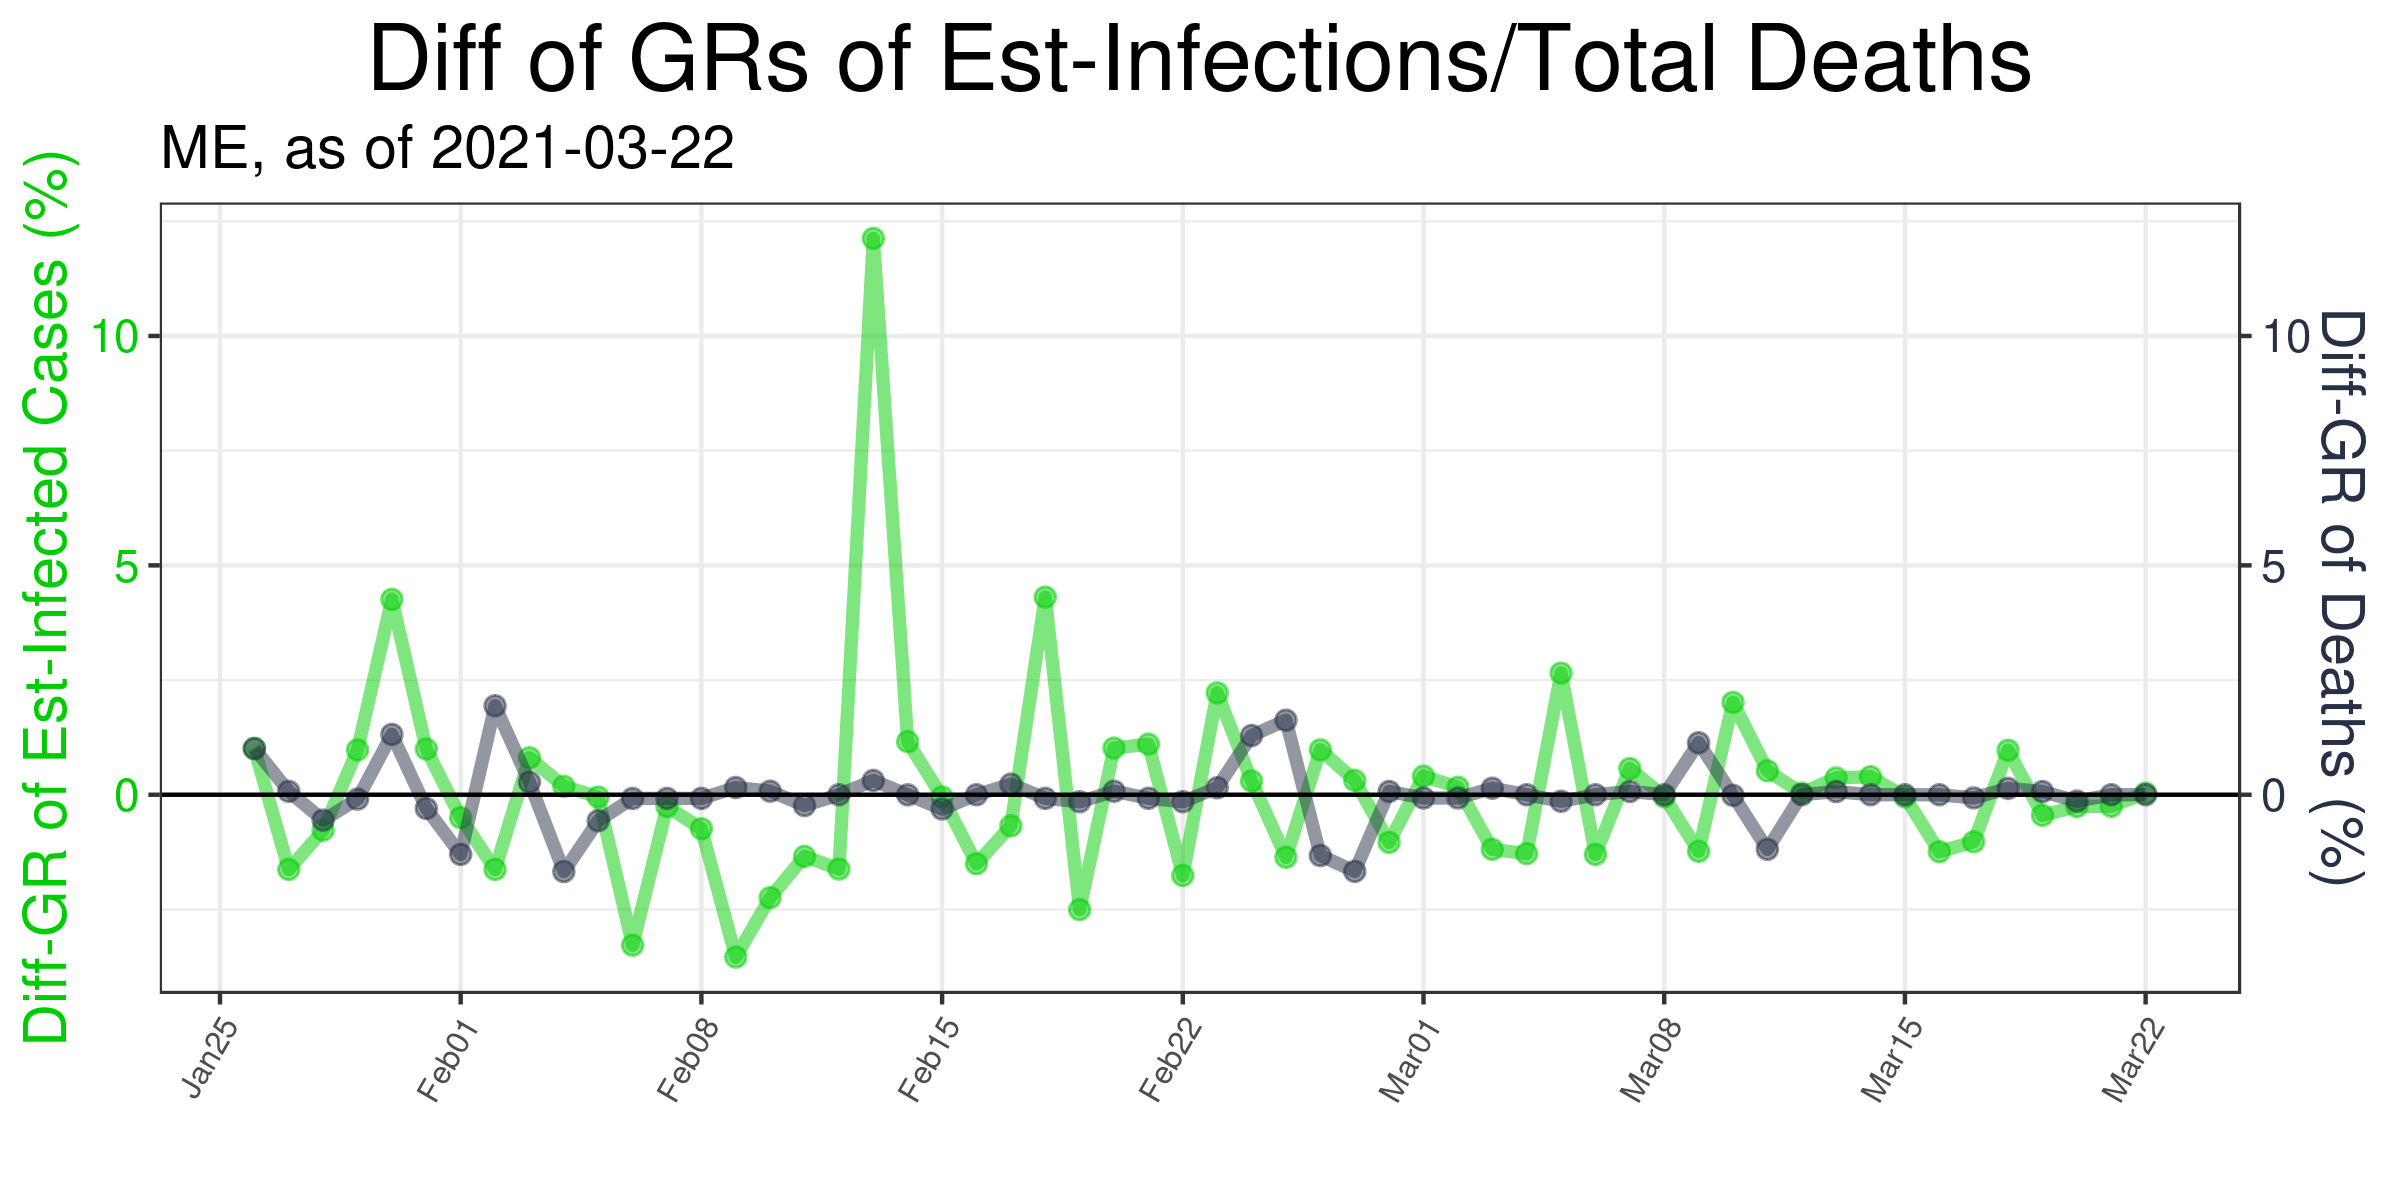 Diff of GRs of Est-Infections/Total Deaths
ME, as of 2021-03-22
Diff-GR of Est-Infected Cases (%)
10
5
0
10
5
0
Diff-GR of Deaths (%)
Jan25
Feb01
Feb08
Feb15
Feb22
Mar01
Mar08
Mar15
Mar22